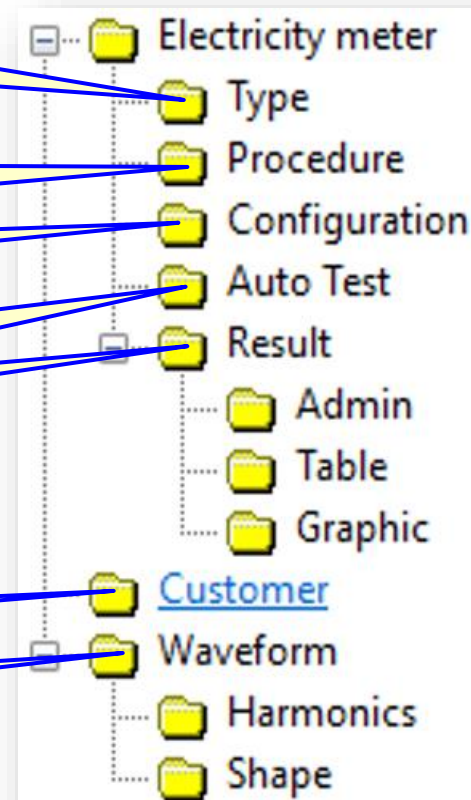 Electricity meter
Type
Procedure
Configuration
Auto Test
Result
Admin
Table
Graphic
Customer
Waveform
Harmonics
Shape